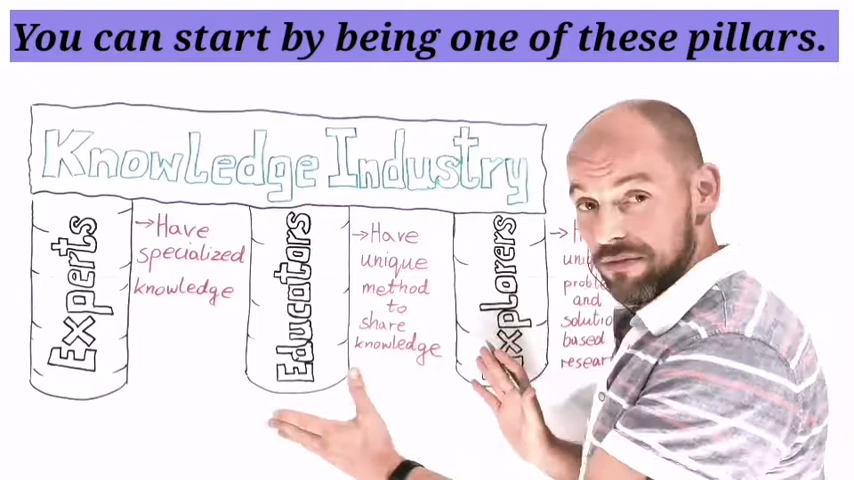 You can start by being one of these pillars.
Knowledge Industry
Experts
→Have
specialized
knowledge
Educators
→Have
unique
method
to
share
knowledge
Explorers
→
and
based